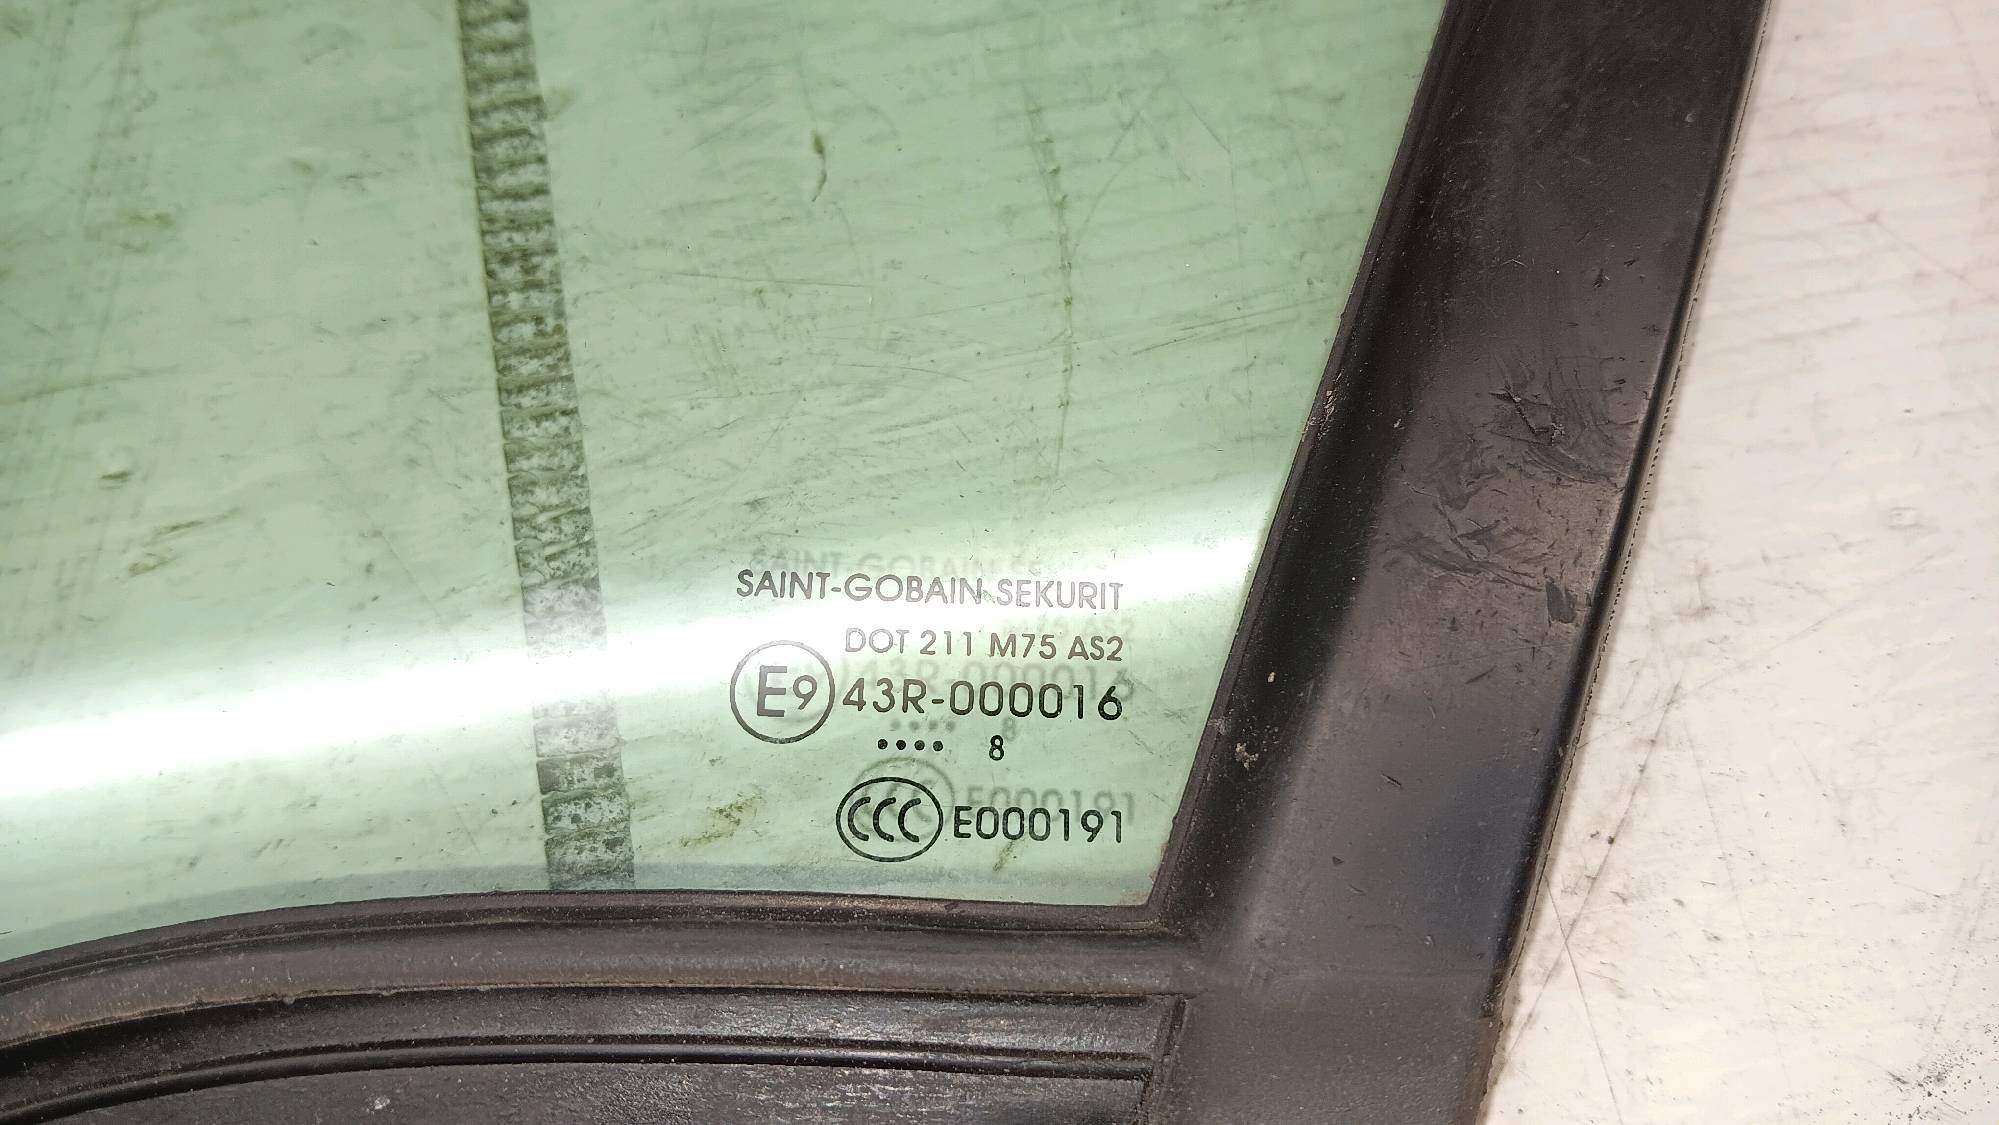 SAINT-GOBAIN SEKURIT
DOT 211 M75 AS2
E9 43R-000016
•••• 8
CCC E000191